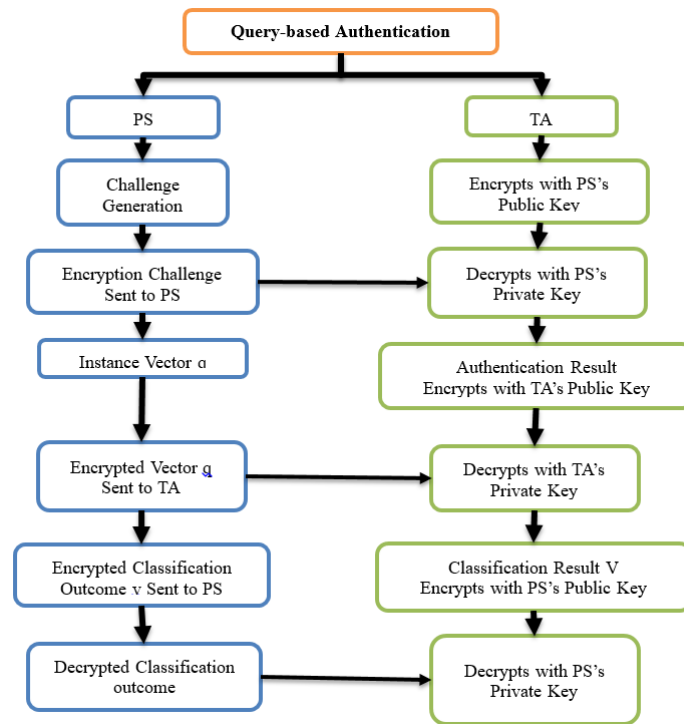 Query-based Authentication
PS
TA
Challenge
Generation
Encrypts with PS's
Public Key
Encryption Challenge
Sent to PS
Decrypts with PS's
Private Key
Instance Vector ɑ
Authentication Result
Encrypts with TA's Public Key
Encrypted Vector ɑ
Sent to TA
Decrypts with TA's
Private Key
Encrypted Classification
Outcome v Sent to PS
Classification Result V
Encrypts with PS's Public Key
Decrypted Classification
outcome
Decrypts with PS's
Private Key